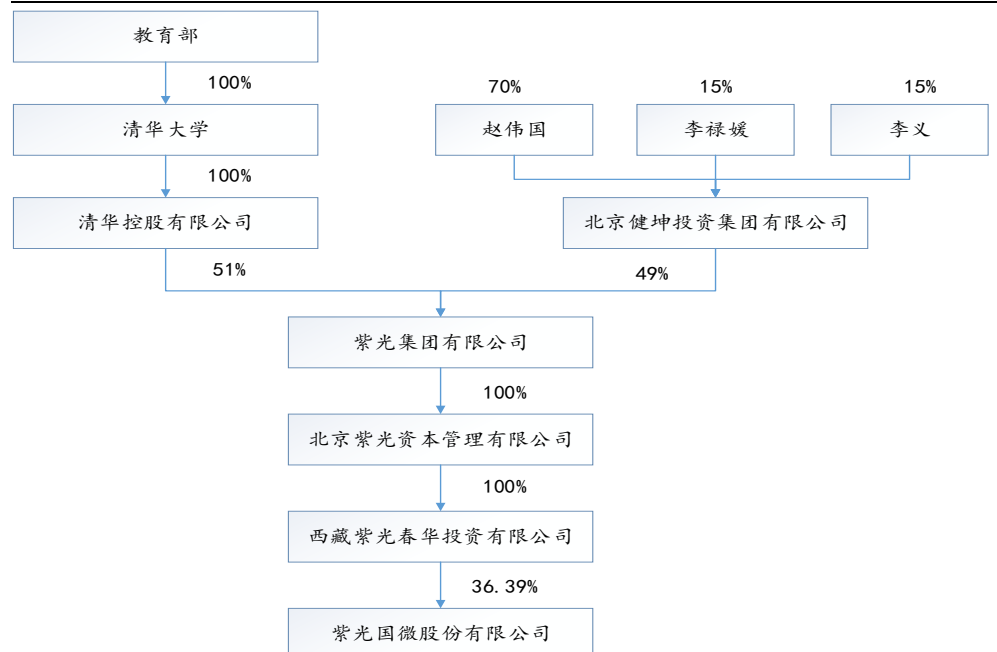 教育部
100%
70%
15%
15%
清华大学
赵伟国
李禄媛
李义
100%
清华控股有限公司
北京健坤投资集团有限公司
51%
49%
紫光集团有限公司
100%
北京紫光资本管理有限公司
100%
西藏紫光春华投资有限公司
36.39%
紫光国微股份有限公司